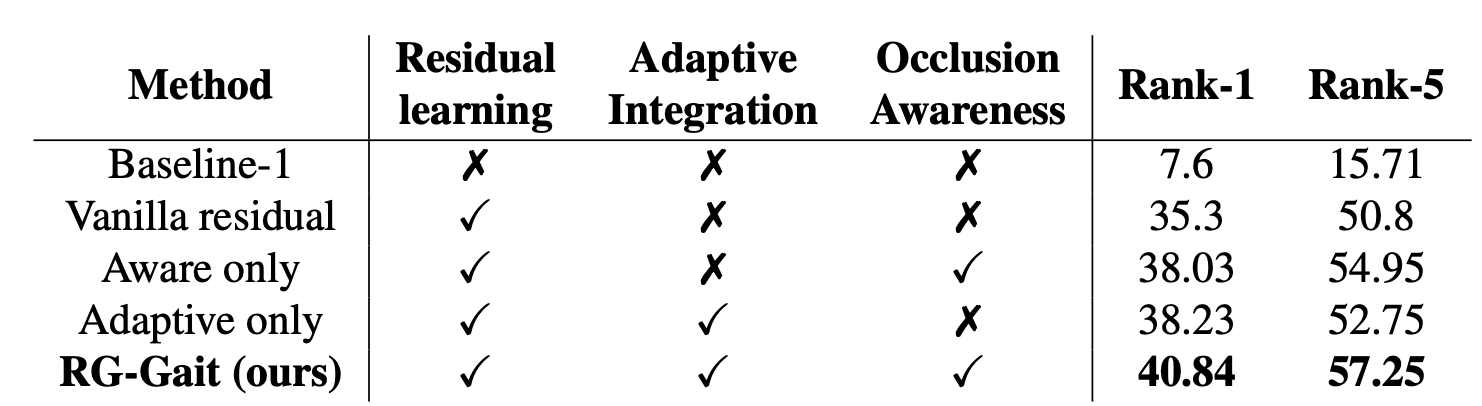 Method Residual learning Adaptive Integration Occlusion Awareness Rank-1 Rank-5
Baseline-1 ✗ ✗ ✗ 7.6 15.71
Vanilla residual ✓ ✗ ✗ 35.3 50.8
Aware only ✓ ✗ ✓ 38.03 54.95
Adaptive only ✓ ✓ ✗ 38.23 52.75
RG-Gait (ours) ✓ ✓ ✓ 40.84 57.25